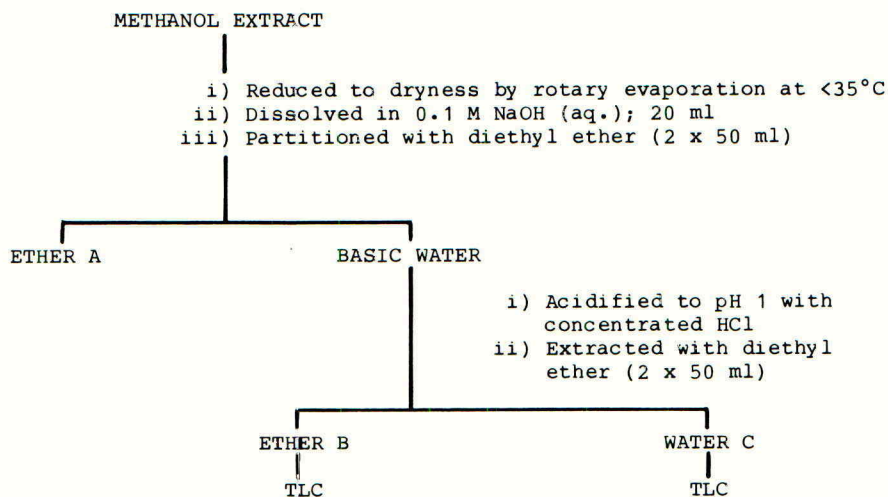 METHANOL EXTRACT
i) Reduced to dryness by rotary evaporation at <35°C
ii) Dissolved in 0.1 M NaOH (aq.); 20 ml
iii) Partitioned with diethyl ether (2 x 50 ml)
ETHER A BASIC WATER
i) Acidified to pH 1 with
concentrated HCl
ii) Extracted with diethyl
ether (2 x 50 ml)
ETHER B WATER C
TLC TLC